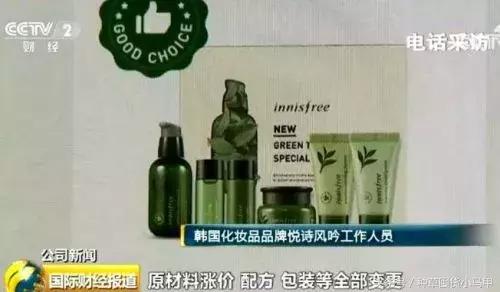 CCTV 2
财经
GOOD CHOICE
电话采访
innisfree
NEW
GREEN T
SPECIAL
innisfree
innisfree
韩国化妆品品牌悦诗风吟工作人员
公司新闻
国际财经报道
原材料涨价 配方 包装等全部变更